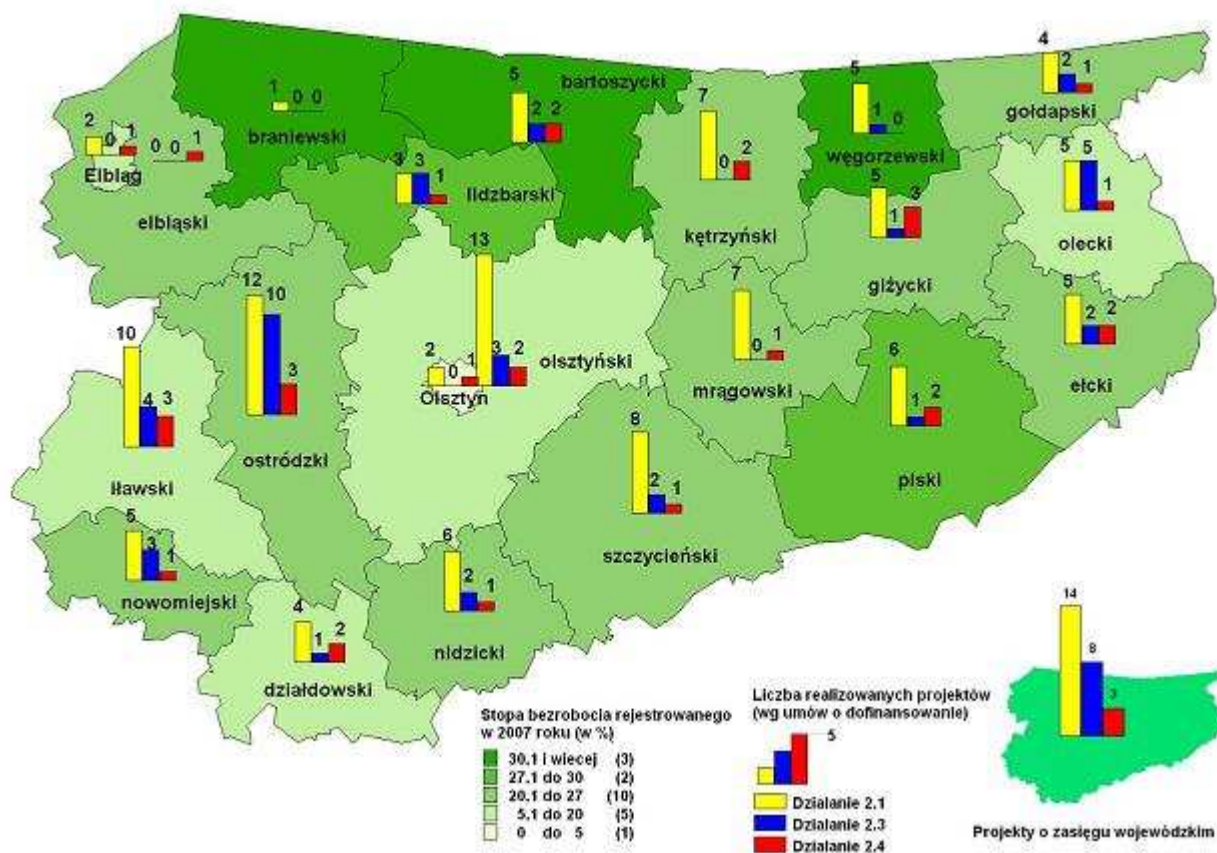 4
2
1
gołdapski
5
2 2
bartoszycki
5
1
0
węgorzewski
1
0 0
braniewski
7
0
2
kętrzyński
2
0
1
Elbląg
0 0
1
elbląski
3 3
1
lidzbarski
5
1
3
giżycki
5 5
1
olecki
13
3
2
olsztyński
2
0
1
Olsztyn
12
10
3
ostródzki
7
0
1
mrągowski
5
2 2
ełcki
10
4
3
iławski
6
1
2
piski
8
2
1
szczycieński
5
3
1
nowomiejski
6
2
1
nidzicki
4
1
2
działdowski
Stopa bezrobocia rejestrowanego
w 2007 roku (w %)
30.1 i wiecej (3)
27.1 do 30 (2)
20.1 do 27 (10)
5.1 do 20 (5)
0 do 5 (1)
Liczba realizowanych projektów
(wg umów o dofinansowanie)
5
Dzialanie 2.1
Dzialanie 2.3
Dzialanie 2.4
14
8
3
Projekty o zasięgu wojewódzkim